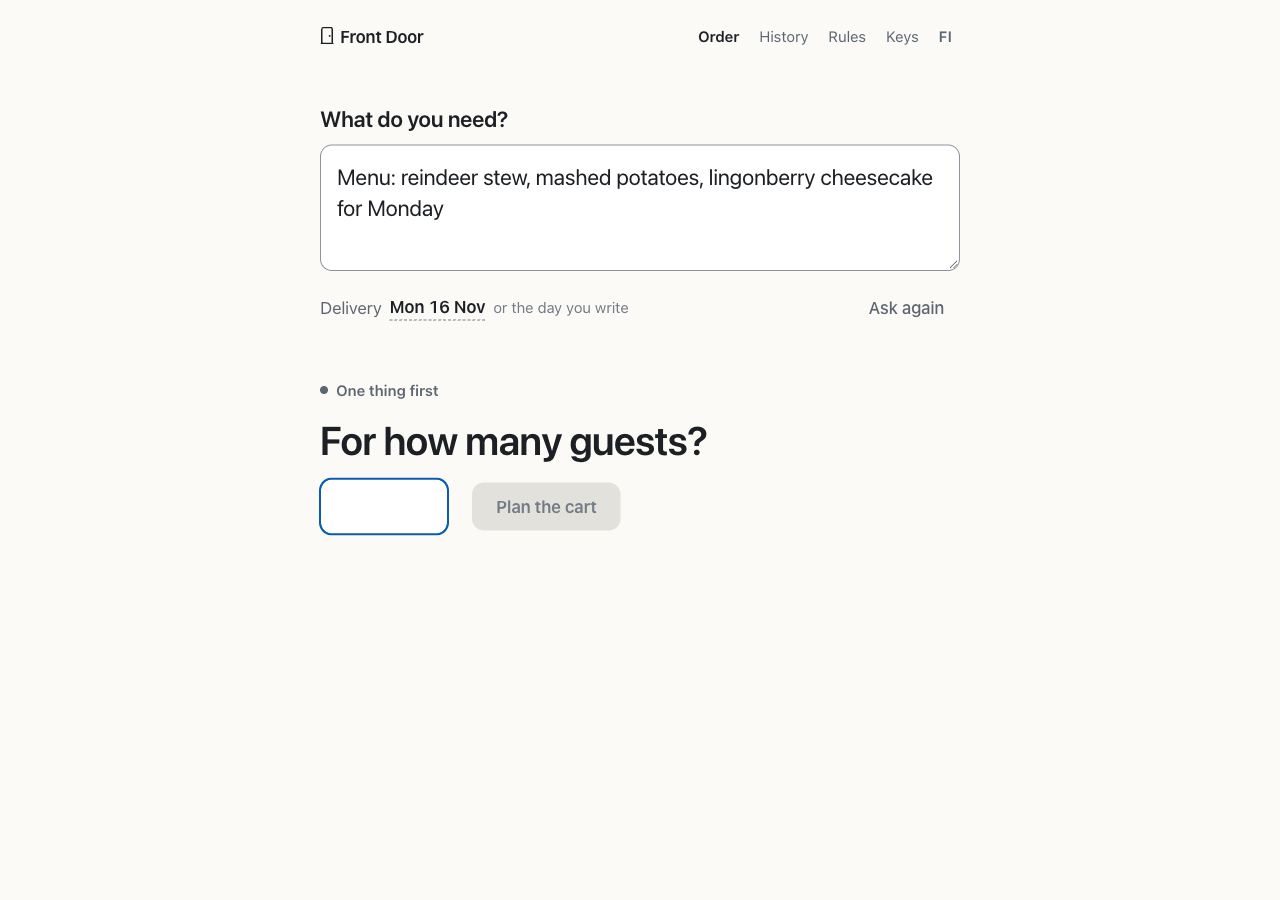 Front Door
Order History Rules Keys FI
What do you need?
Menu: reindeer stew, mashed potatoes, lingonberry cheesecake
for Monday
Delivery Mon 16 Nov or the day you write
Ask again
One thing first
For how many guests?
Plan the cart